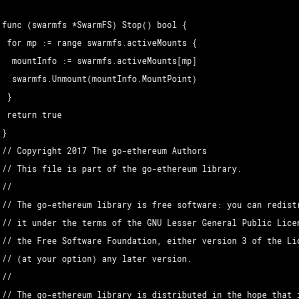 func (swarmfs *SwarmFS) Stop() bool {
for mp := range swarmfs.activeMounts {
mountInfo := swarmfs.activeMounts[mp]
swarmfs.Unmount(mountInfo.MountPoint)
}
return true
}
// Copyright 2017 The go-ethereum Authors
// This file is part of the go-ethereum library.
//
// The go-ethereum library is free software: you can redistr
// it under the terms of the GNU Lesser General Public Licen
// the Free Software Foundation, either version 3 of the Lic
// (at your option) any later version.
//
// The go-ethereum library is distributed in the hope that i